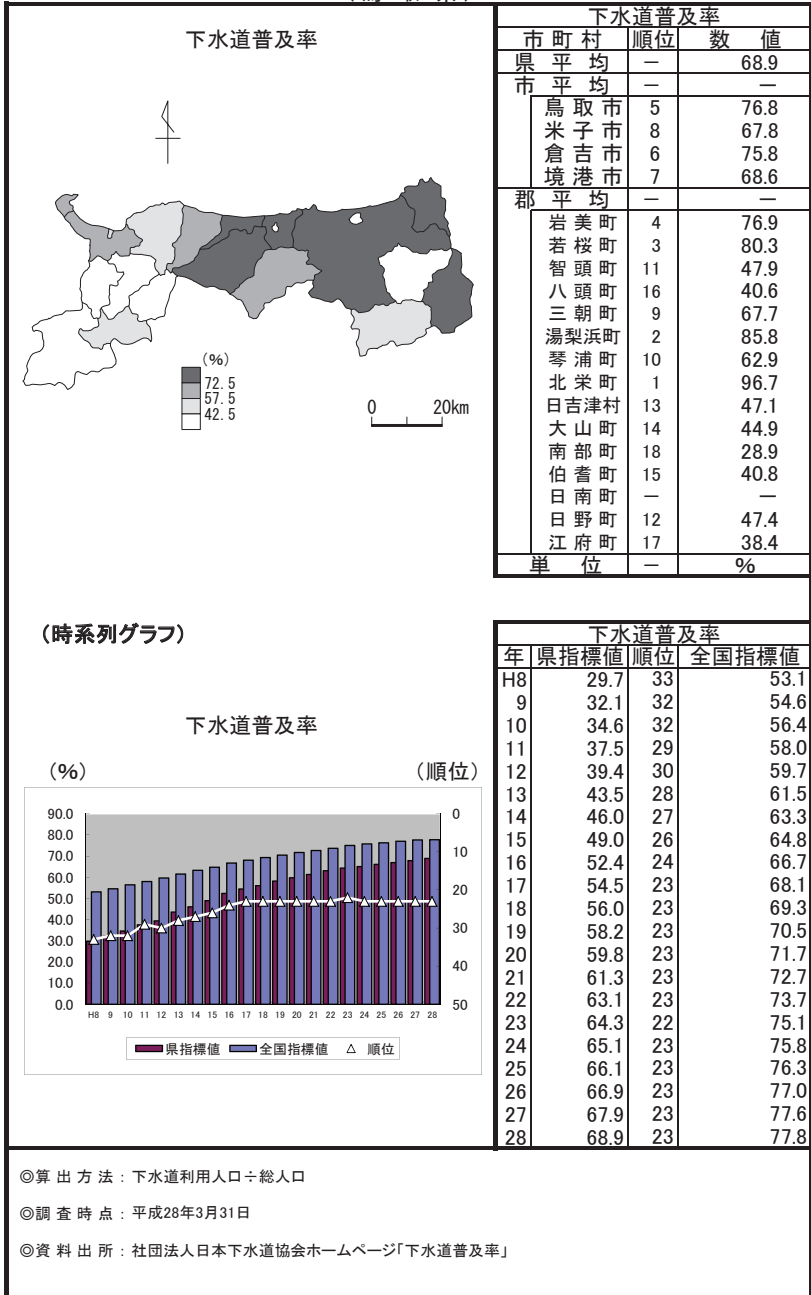 下水道普及率
(%)
72.5
57.5
42.5
0 20km
下水道普及率
市町村 順位 数値
県平均 － 68.9
市平均 － －
鳥取市 5 76.8
米子市 8 67.8
倉吉市 6 75.8
境港市 7 68.6
郡平均 － －
岩美町 4 76.9
若桜町 3 80.3
智頭町 11 47.9
八頭町 16 40.6
三朝町 9 67.7
湯梨浜町 2 85.8
琴浦町 10 62.9
北栄町 1 96.7
日吉津村 13 47.1
大山町 14 44.9
南部町 18 28.9
伯耆町 15 40.8
日南町 － －
日野町 12 47.4
江府町 17 38.4
単位 － %
(時系列グラフ)
下水道普及率
(%) (順位)
90.0 0
80.0
70.0 10
60.0
50.0 20
40.0 30
30.0
20.0 40
10.0
0.0 50
H8 9 10 11 12 13 14 15 16 17 18 19 20 21 22 23 24 25 26 27 28
県指標値 全国指標値 △ 順位
下水道普及率
年 県指標値 順位 全国指標値
H8 29.7 33 53.1
9 32.1 32 54.6
10 34.6 32 56.4
11 37.5 29 58.0
12 39.4 30 59.7
13 43.5 28 61.5
14 46.0 27 63.3
15 49.0 26 64.8
16 52.4 24 66.7
17 54.5 23 68.1
18 56.0 23 69.3
19 58.2 23 70.5
20 59.8 23 71.7
21 61.3 23 72.7
22 63.1 23 73.7
23 64.3 22 75.1
24 65.1 23 75.8
25 66.1 23 76.3
26 66.9 23 77.0
27 67.9 23 77.6
28 68.9 23 77.8
◎算出方法：下水道利用人口÷総人口
◎調査時点：平成28年3月31日
◎資料出所：社団法人日本下水道協会ホームページ「下水道普及率」